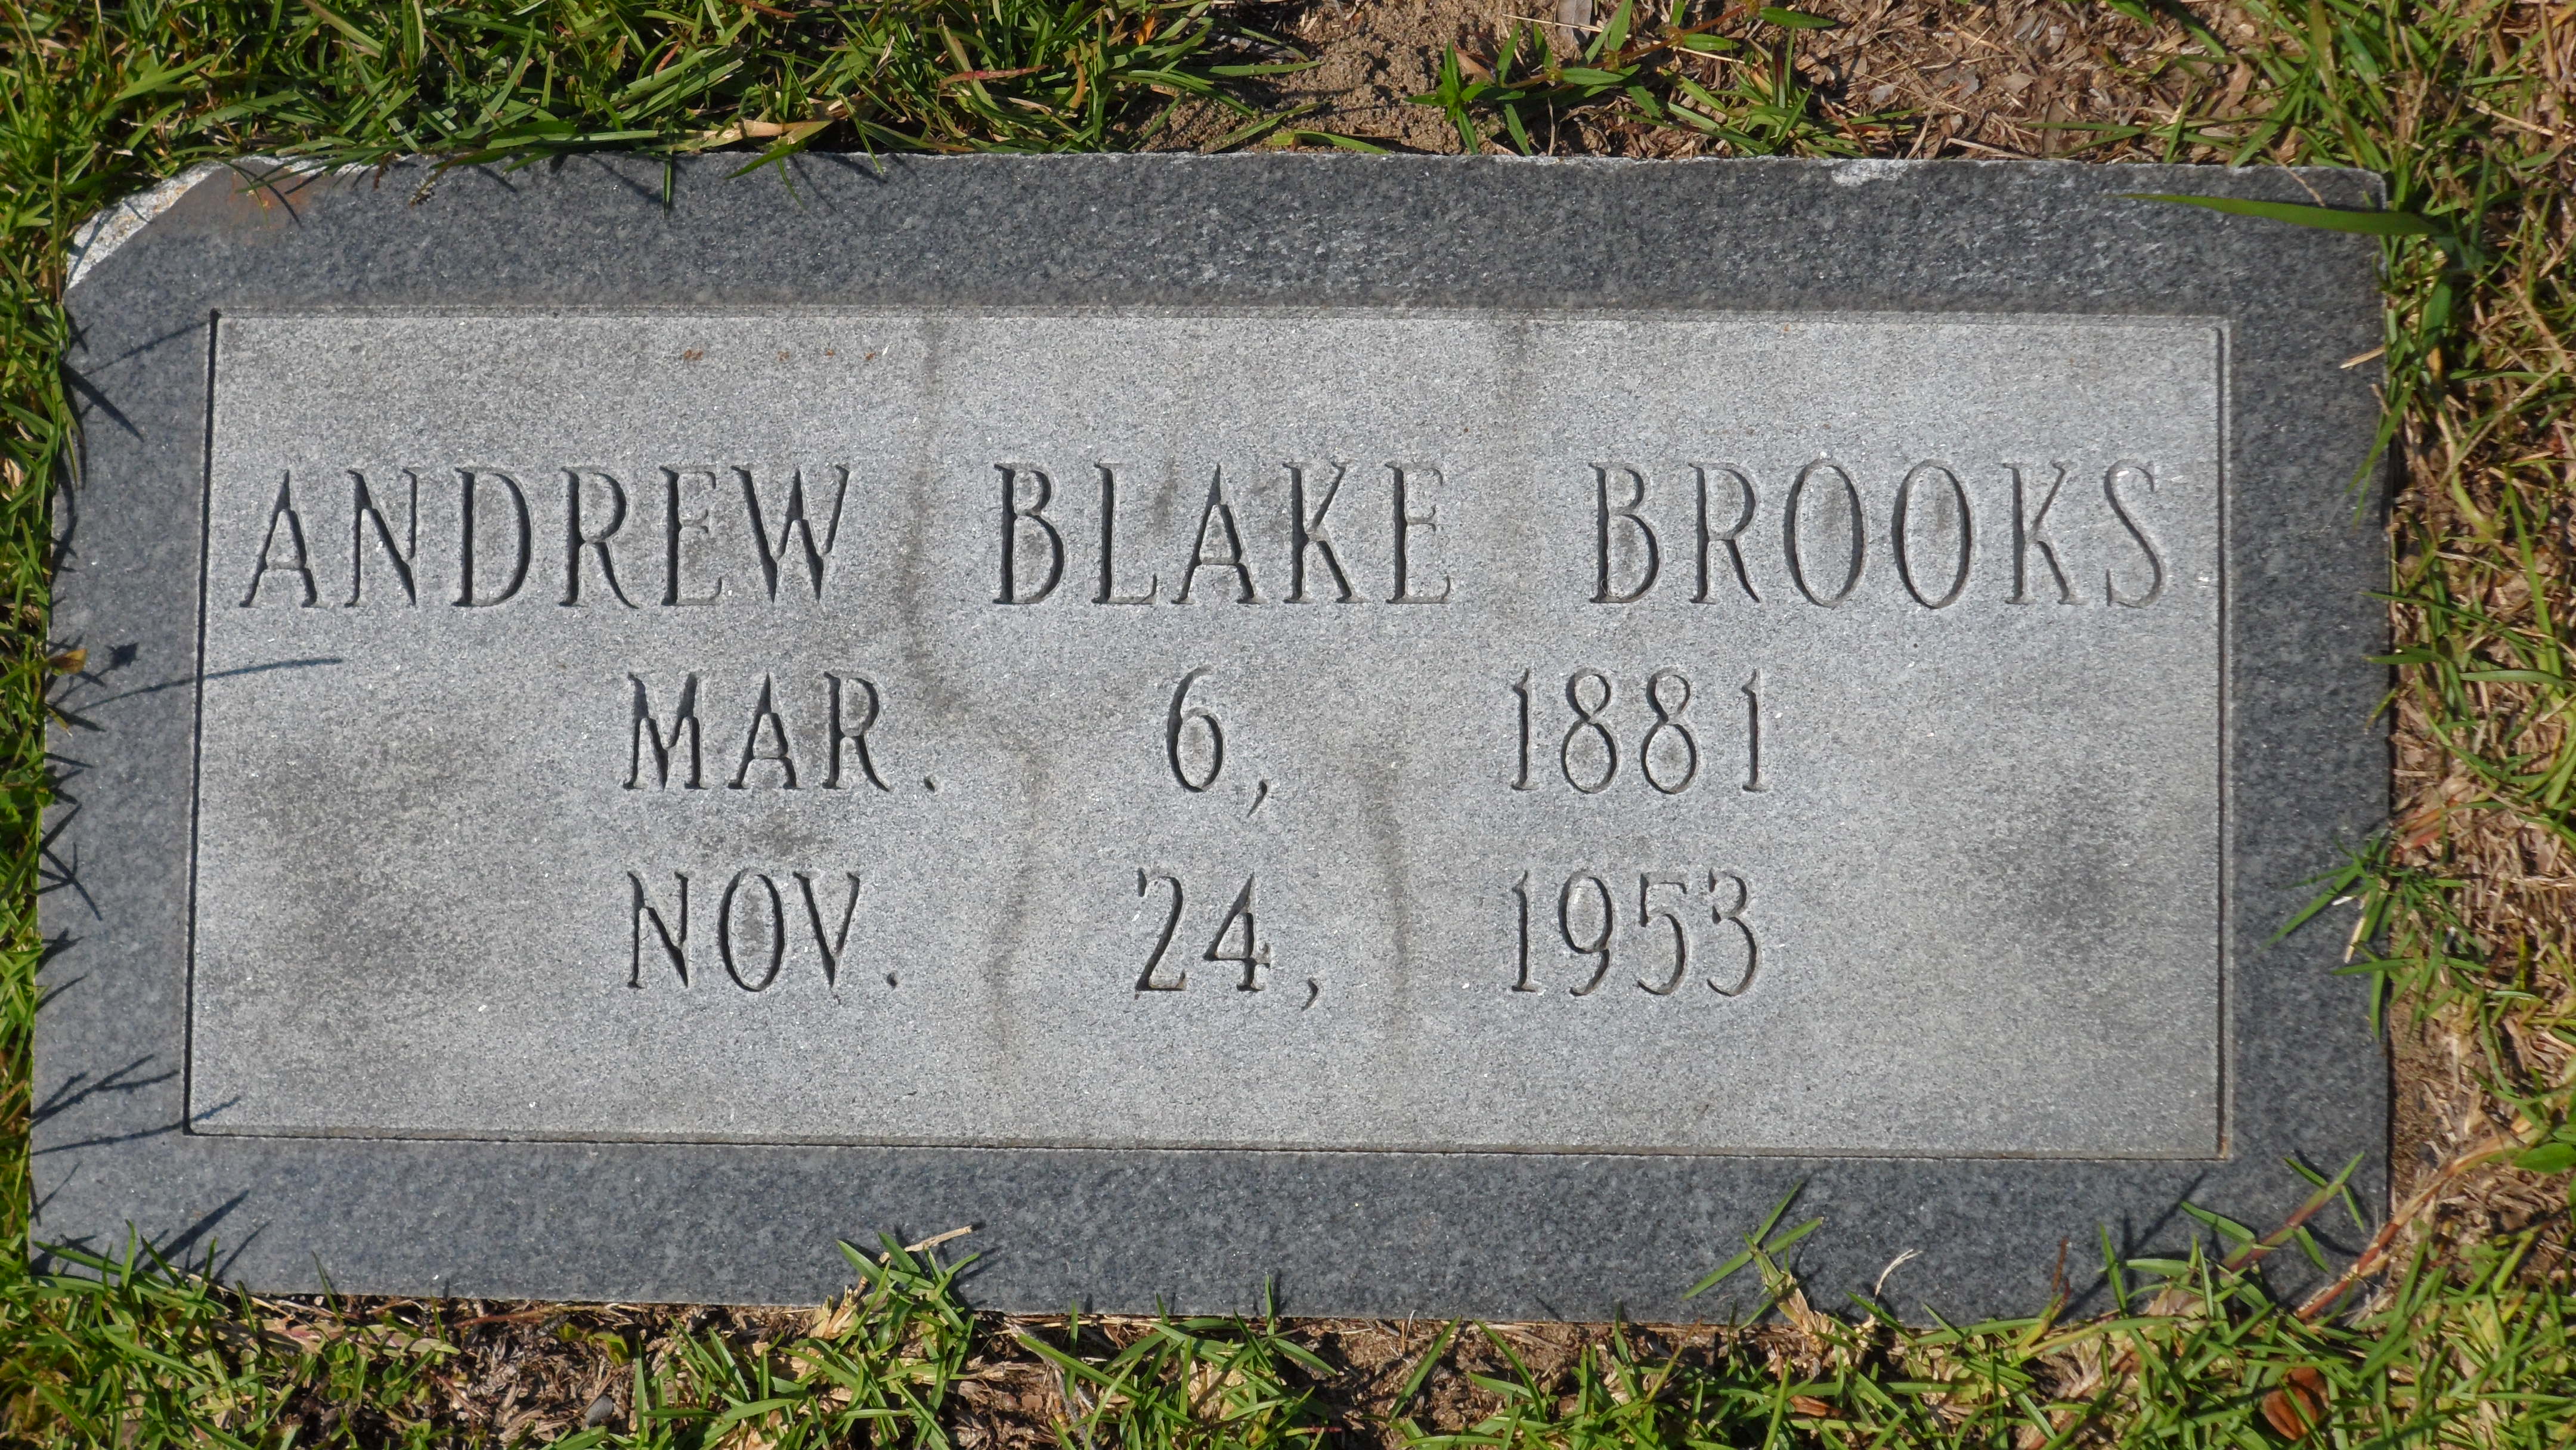 ANDREW BLAKE BROOKS
MAR. 6, 1881
NOV. 24, 1953